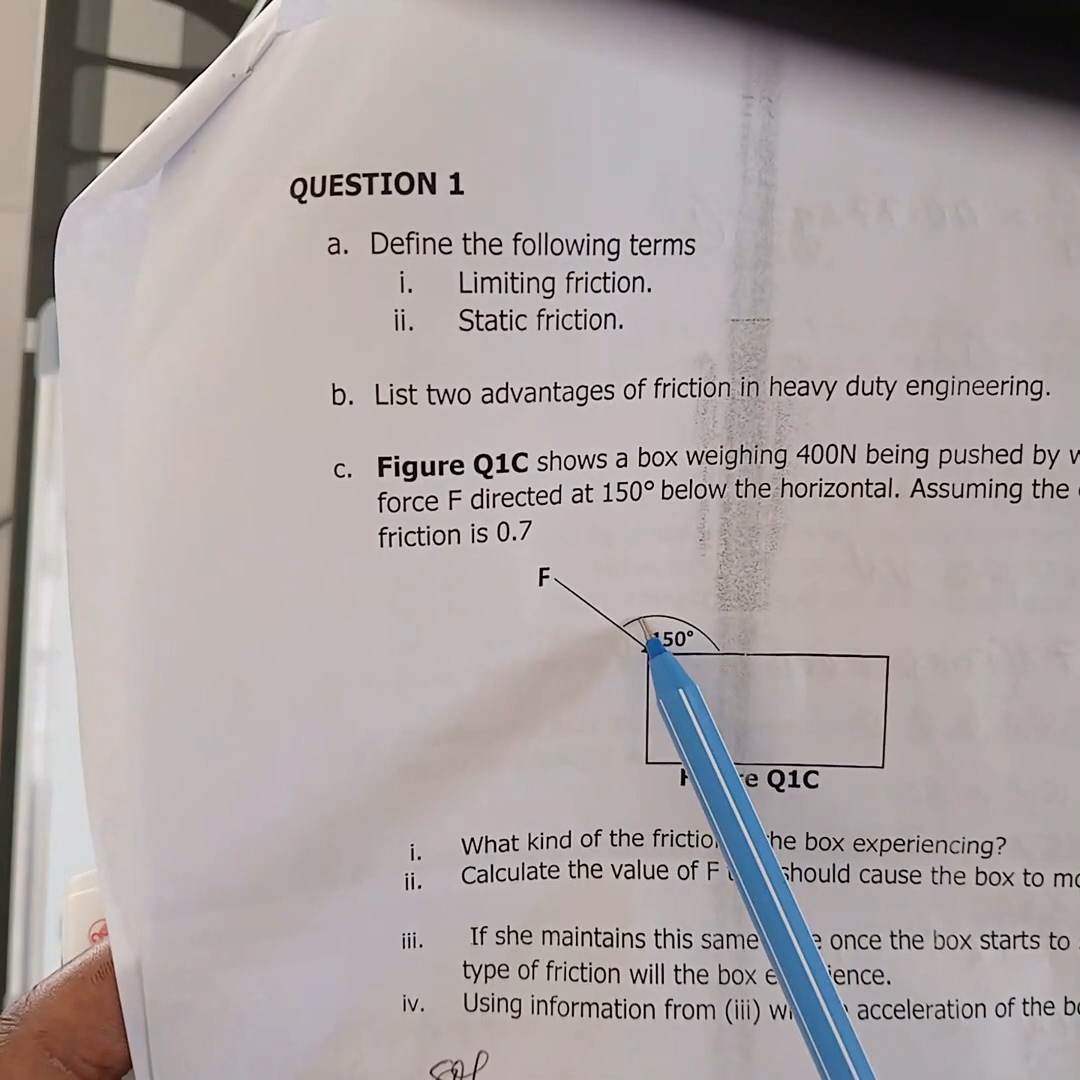 QUESTION 1
a. Define the following terms
i. Limiting friction.
ii. Static friction.
b. List two advantages of friction in heavy duty engineering.
c. Figure Q1C shows a box weighing 400N being pushed by
force F directed at 150° below the horizontal. Assuming the
friction is 0.7
F
150°
Q1C
i. What kind of the box experiencing?
ii. Calculate the value of F should cause the box to
iii. If she maintains this same once the box starts to
type of friction will the box
iv. Using information from (iii) acceleration of the